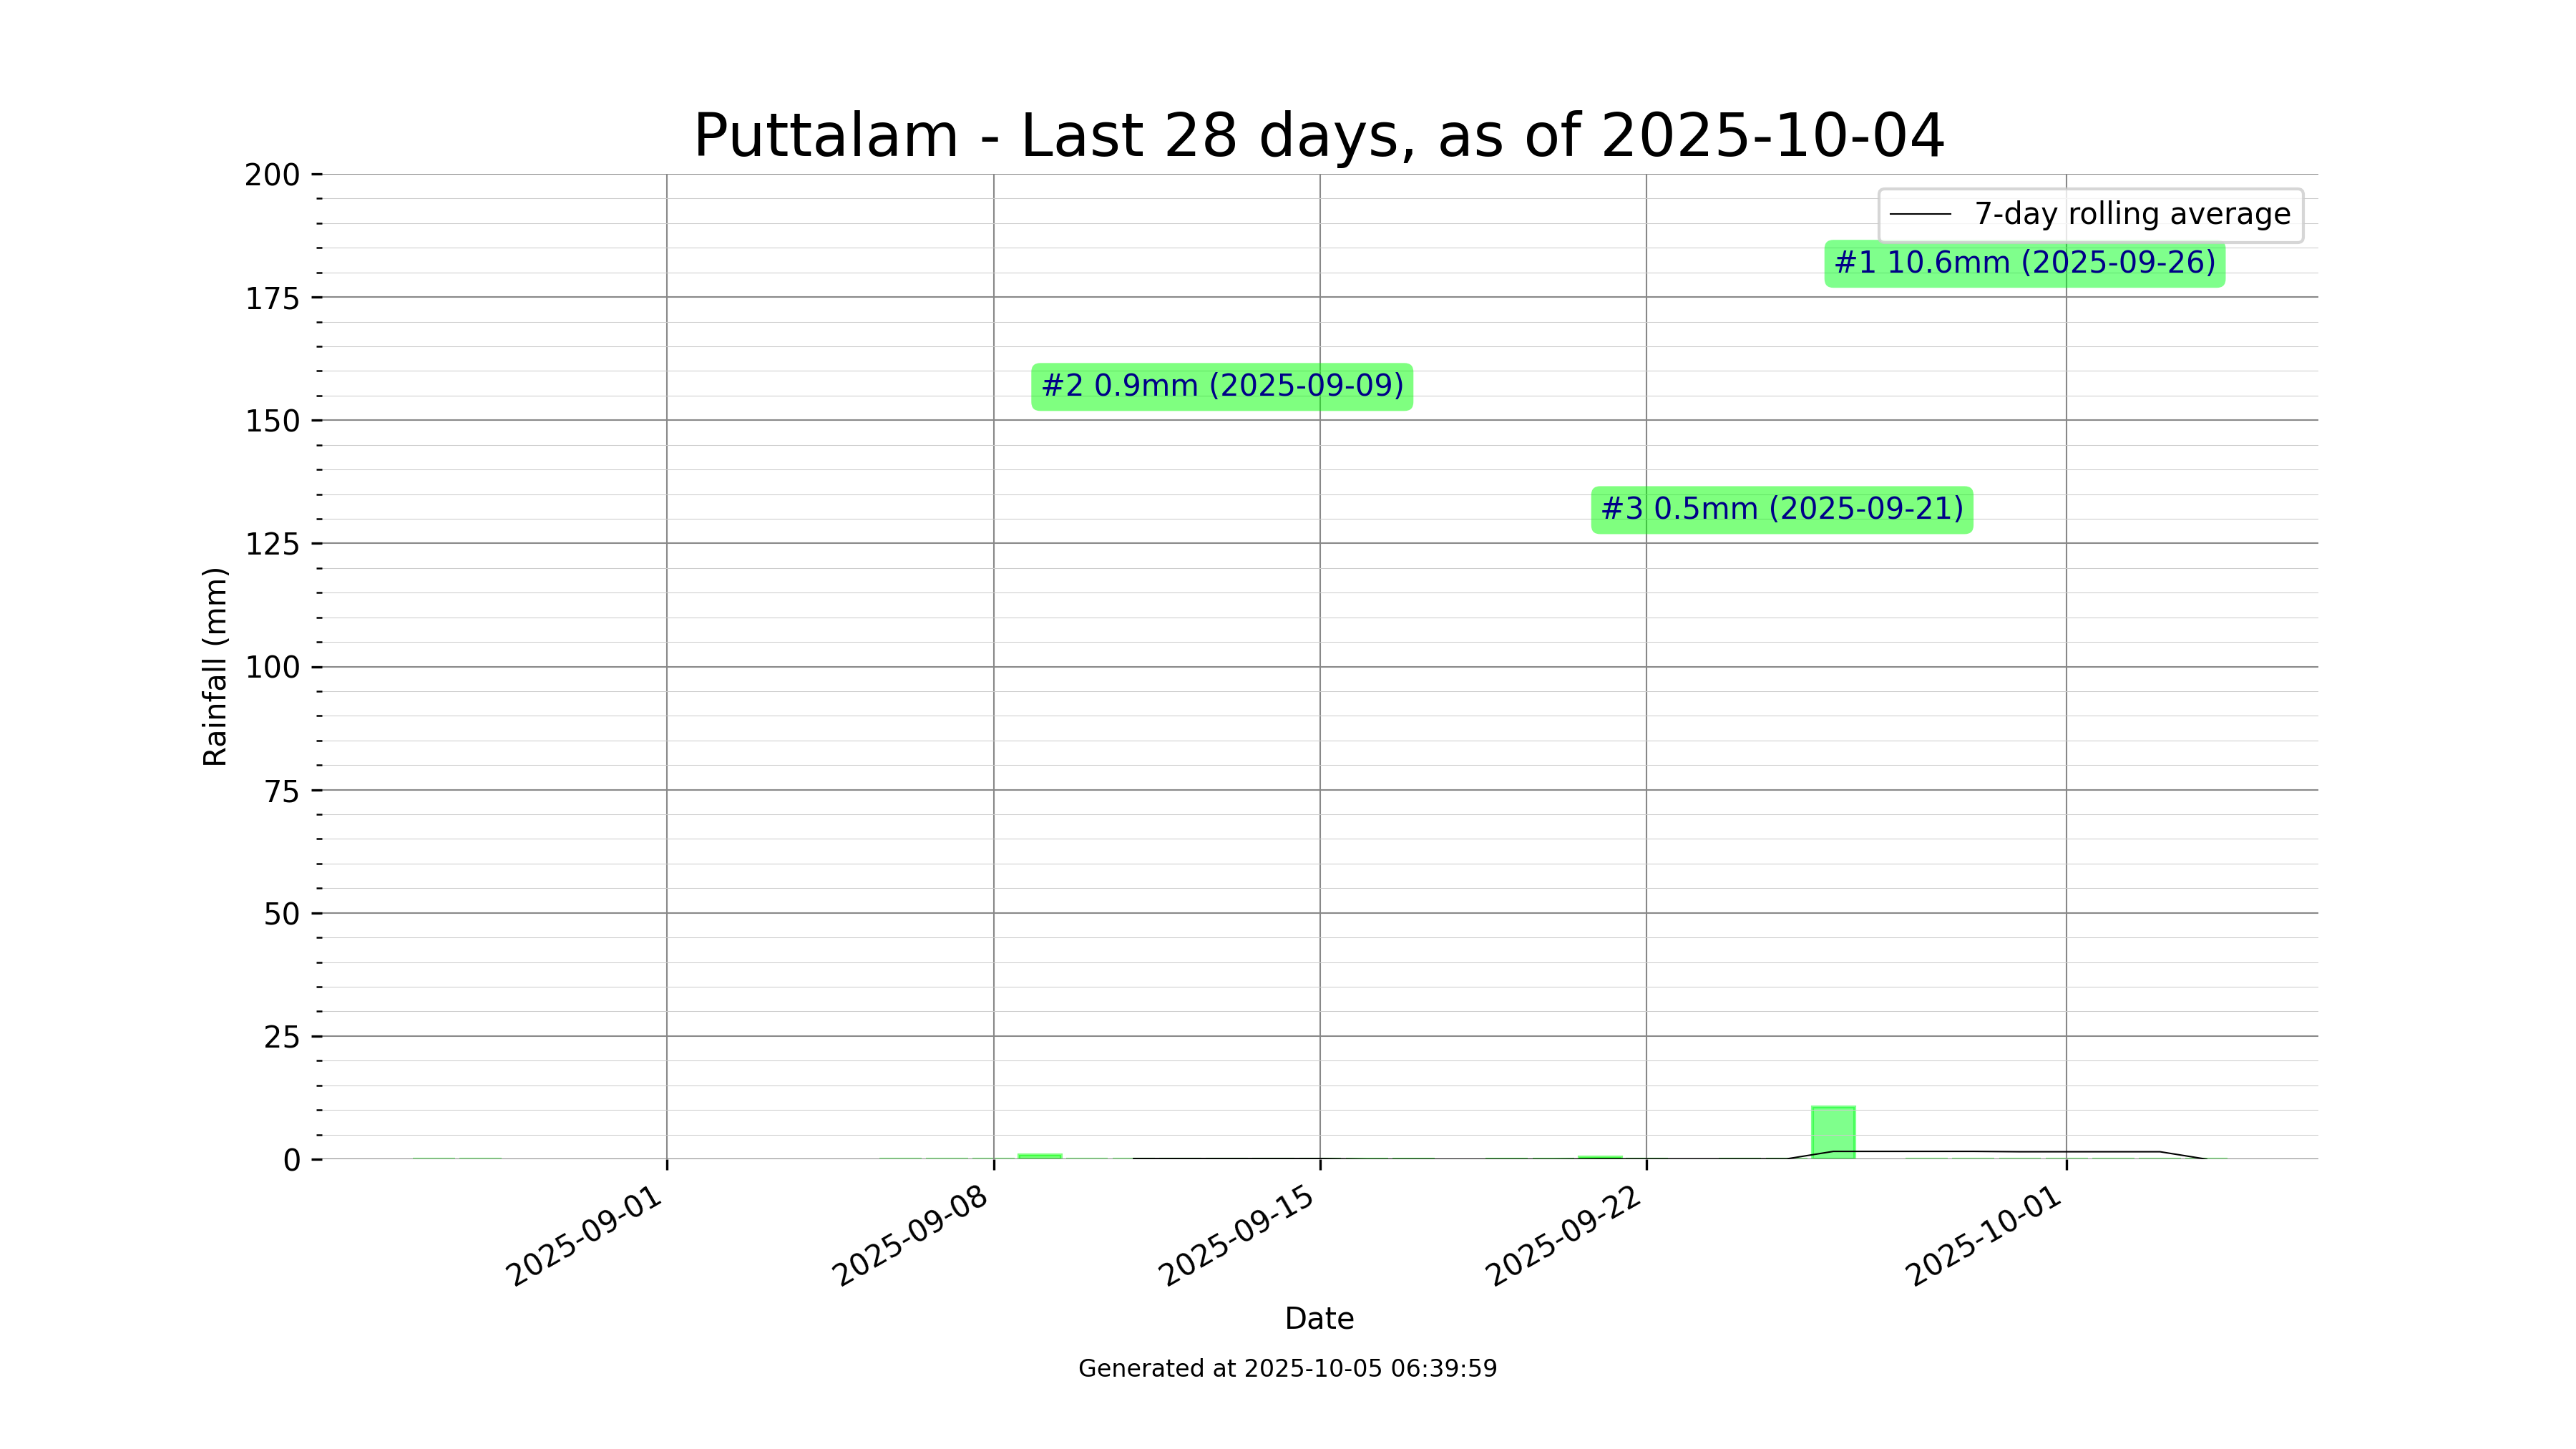 Puttalam - Last 28 days, as of 2025-10-04
200
175
150
125
100
75
50
25
0
Rainfall (mm)
7-day rolling average
#1 10.6mm (2025-09-26)
#2 0.9mm (2025-09-09)
#3 0.5mm (2025-09-21)
2025-09-01
2025-09-08
2025-09-15
2025-09-22
2025-10-01
Date
Generated at 2025-10-05 06:39:59